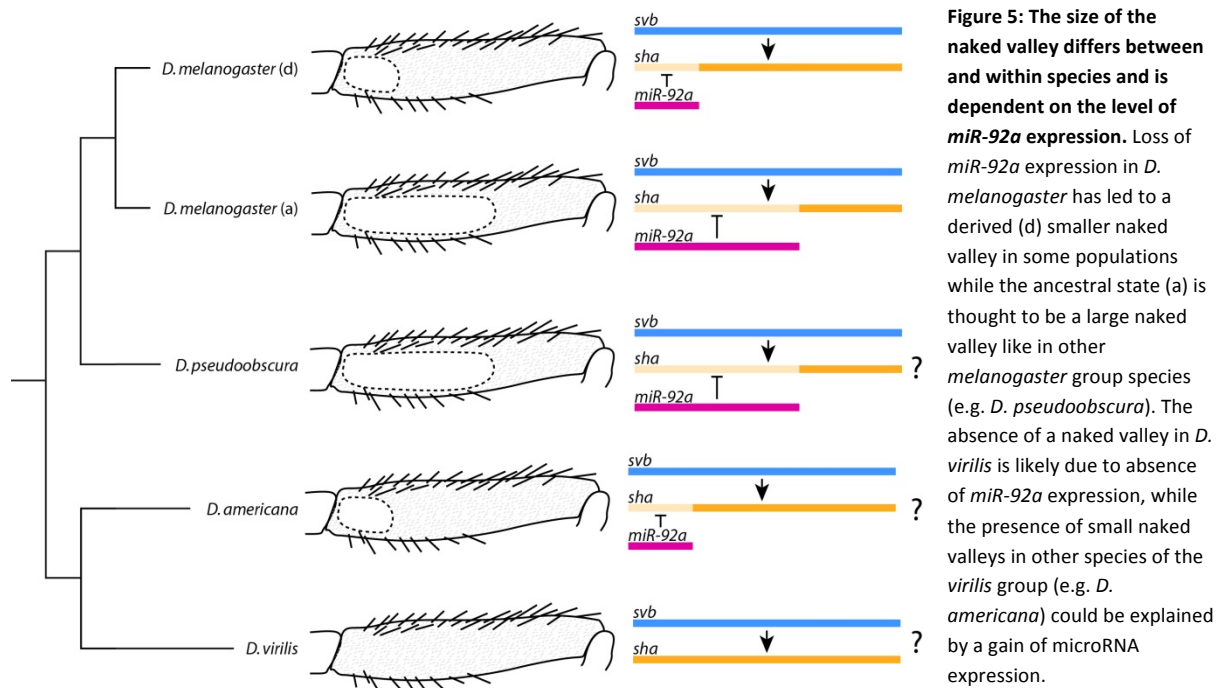 D. melanogaster (d)
svb
sha
miR-92a
D. melanogaster (a)
svb
sha
miR-92a
D. pseudoobscura
svb
sha
?
miR-92a
D. americana
svb
sha
?
miR-92a
D. virilis
svb
?
sha
Figure 5: The size of the
naked valley differs between
and within species and is
dependent on the level of
miR-92a expression. Loss of
miR-92a expression in D.
melanogaster has led to a
derived (d) smaller naked
valley in some populations
while the ancestral state (a) is
thought to be a large naked
valley like in other
melanogaster group species
(e.g. D. pseudoobscura). The
absence of a naked valley in D.
virilis is likely due to absence
of miR-92a expression, while
the presence of small naked
valleys in other species of the
virilis group (e.g. D.
americana) could be explained
by a gain of microRNA
expression.